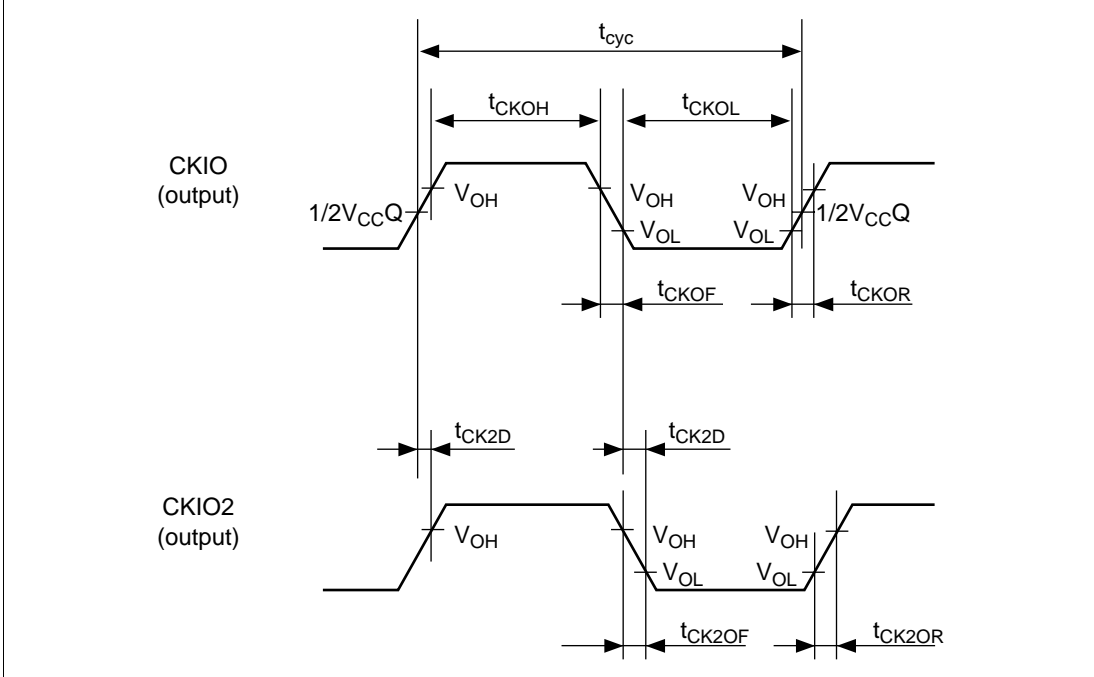 tcyc
tCKOH
tCKOL
CKIO
(output)
VOH
VOH
VOH
1/2VCCQ
1/2VCCQ
VOL
VOL
tCKOF
tCKOR
tCK2D
tCK2D
CKIO2
(output)
VOH
VOH
VOH
VOL
VOL
tCK2OF
tCK2OR